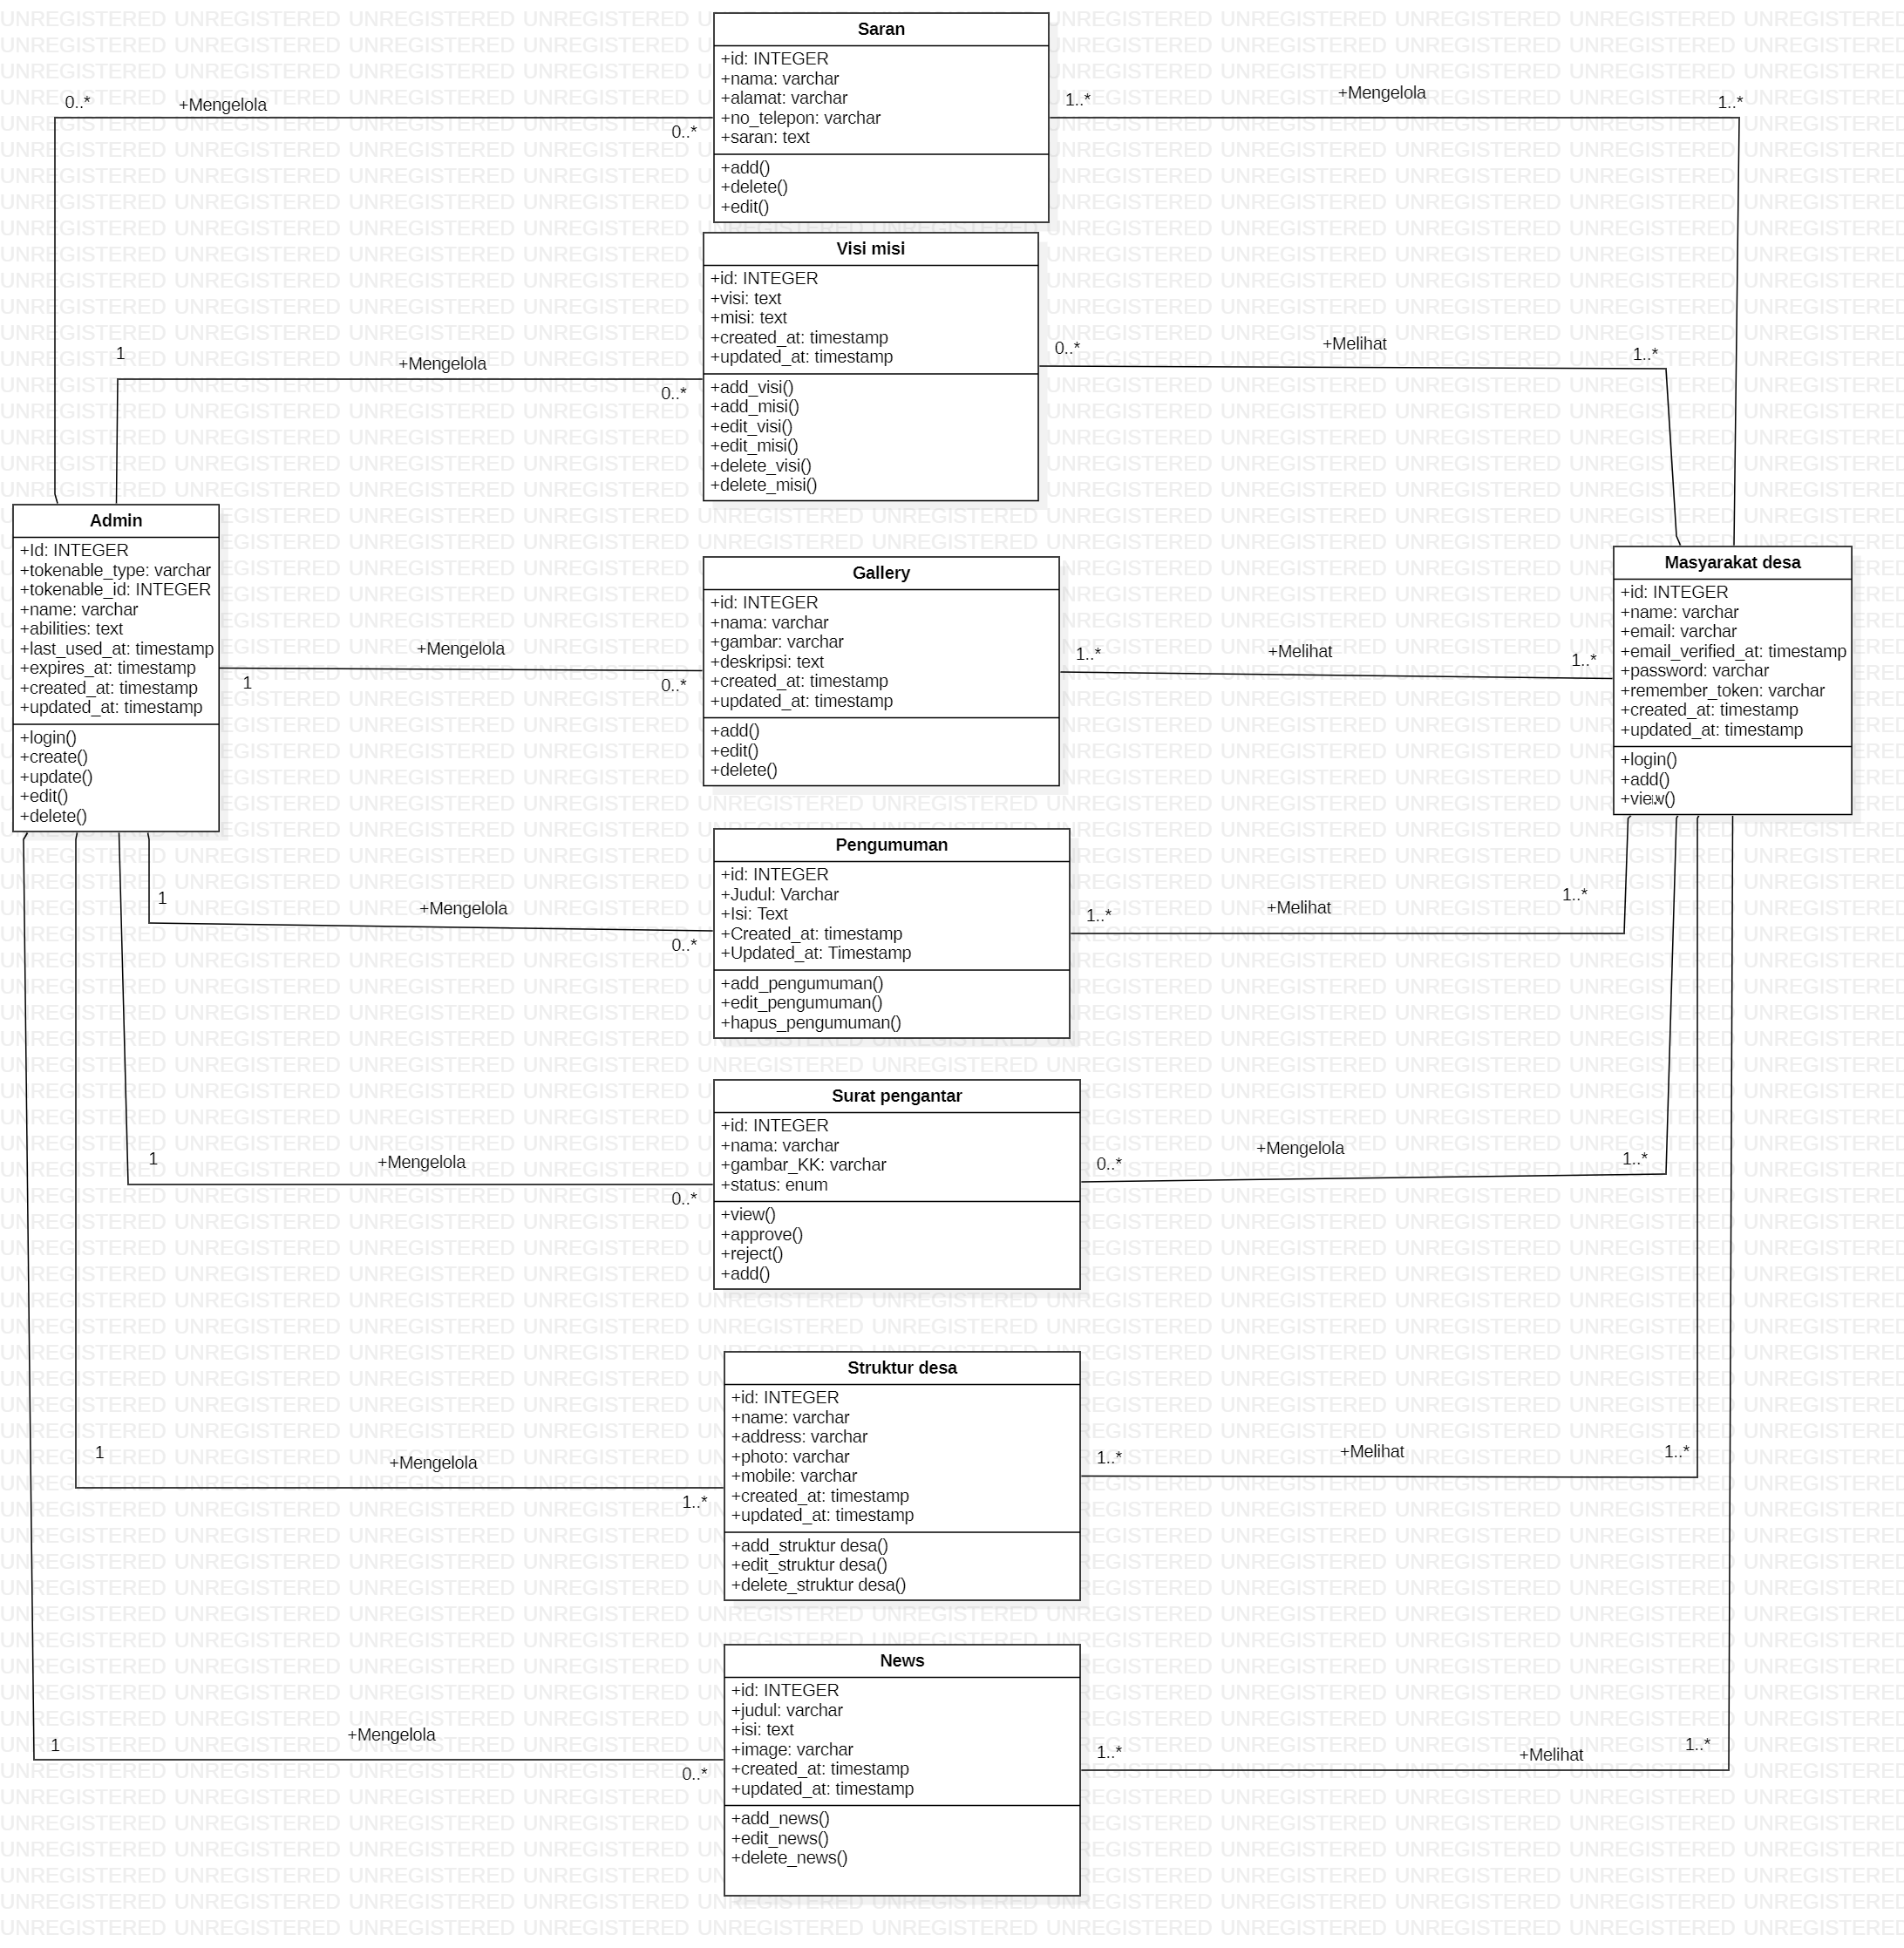 Saran
+id: INTEGER
+nama: varchar
+alamat: varchar
+no_telepon: varchar
+saran: text
+add()
+delete()
+edit()
0..*
+Mengelola
0..*
1..*
+Mengelola
1..*
Visi misi
+id: INTEGER
+visi: text
+misi: text
+created_at: timestamp
+updated_at: timestamp
+add_visi()
+add_misi()
+edit_visi()
+edit_misi()
+delete_visi()
+delete_misi()
1
+Mengelola
0..*
0..*
+Melihat
1..*
Admin
+Id: INTEGER
+tokenable_type: varchar
+tokenable_id: INTEGER
+name: varchar
+abilities: text
+last_used_at: timestamp
+expires_at: timestamp
+created_at: timestamp
+updated_at: timestamp
+login()
+create()
+update()
+edit()
+delete()
1
+Mengelola
0..*
Gallery
+id: INTEGER
+nama: varchar
+gambar: varchar
+deskripsi: text
+created_at: timestamp
+updated_at: timestamp
+add()
+edit()
+delete()
1..*
+Melihat
1..*
Masyarakat desa
+id: INTEGER
+name: varchar
+email: varchar
+email_verified_at: timestamp
+password: varchar
+remember_token: varchar
+created_at: timestamp
+updated_at: timestamp
+login()
+add()
+view()
1
+Mengelola
0..*
Pengumuman
+id: INTEGER
+Judul: Varchar
+Isi: Text
+Created_at: timestamp
+Updated_at: Timestamp
+add_pengumuman()
+edit_pengumuman()
+hapus_pengumuman()
1..*
+Melihat
1..*
1
+Mengelola
0..*
Surat pengantar
+id: INTEGER
+nama: varchar
+gambar_KK: varchar
+status: enum
+view()
+approve()
+reject()
+add()
0..*
+Mengelola
1..*
1
+Mengelola
1..*
Struktur desa
+id: INTEGER
+name: varchar
+address: varchar
+photo: varchar
+mobile: varchar
+created_at: timestamp
+updated_at: timestamp
+add_struktur desa()
+edit_struktur desa()
+delete_struktur desa()
1..*
+Melihat
1..*
1
+Mengelola
0..*
News
+id: INTEGER
+judul: varchar
+isi: text
+image: varchar
+created_at: timestamp
+updated_at: timestamp
+add_news()
+edit_news()
+delete_news()
1..*
+Melihat
1..*
UNREGISTERED